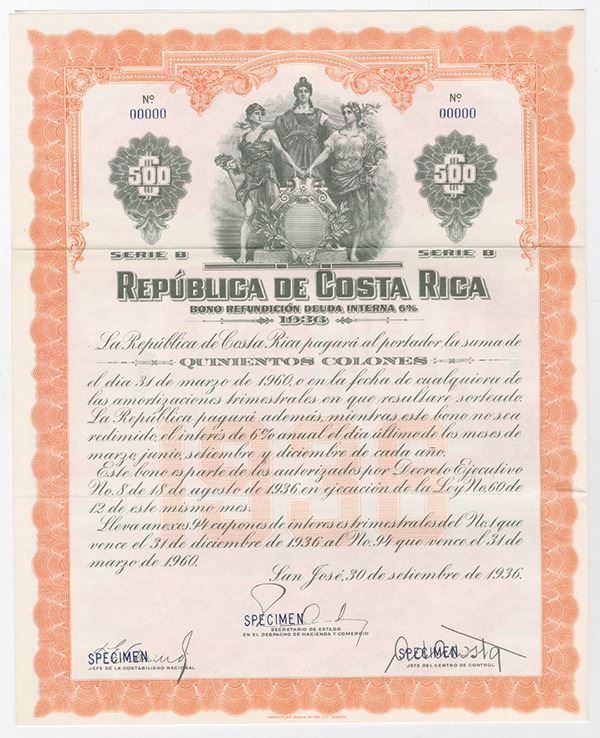 Nº
00000
Nº
00000
$
500
$
500
SERIE B
SERIE B
REPÚBLICA DE COSTA RICA
BONO REFUNDICIÓN DEUDA INTERNA 6%
1936
La República de Costa Rica pagará al portador la suma de
QUINIENTOS COLONES
el día 31 de marzo de 1960, o en la fecha de cualquiera de
las amortizaciones trimestrales en que resultare sorteado.
La República pagará además, mientras este bono no sea
redimido, el interés de 6% anual el día último de los meses de
marzo, junio, setiembre y diciembre de cada año.
Este bono es parte de los autorizados por Decreto Ejecutivo
No. 8 de 18 de agosto de 1936 en ejecución de la Ley No. 60 de
12 de este mismo mes.
Lleva anexos 94 cupones de intereses trimestrales del No. 1 que
vence el 31 de diciembre de 1936 al No. 94 que vence el 31 de
marzo de 1960.
San José, 30 de setiembre de 1936.
SPECIMEN
SECRETARIO DE ESTADO
EN EL DESPACHO DE HACIENDA Y COMERCIO
SPECIMEN
JEFE DE LA CONTABILIDAD NACIONAL
SPECIMEN
JEFE DEL CENTRO DE CONTROL